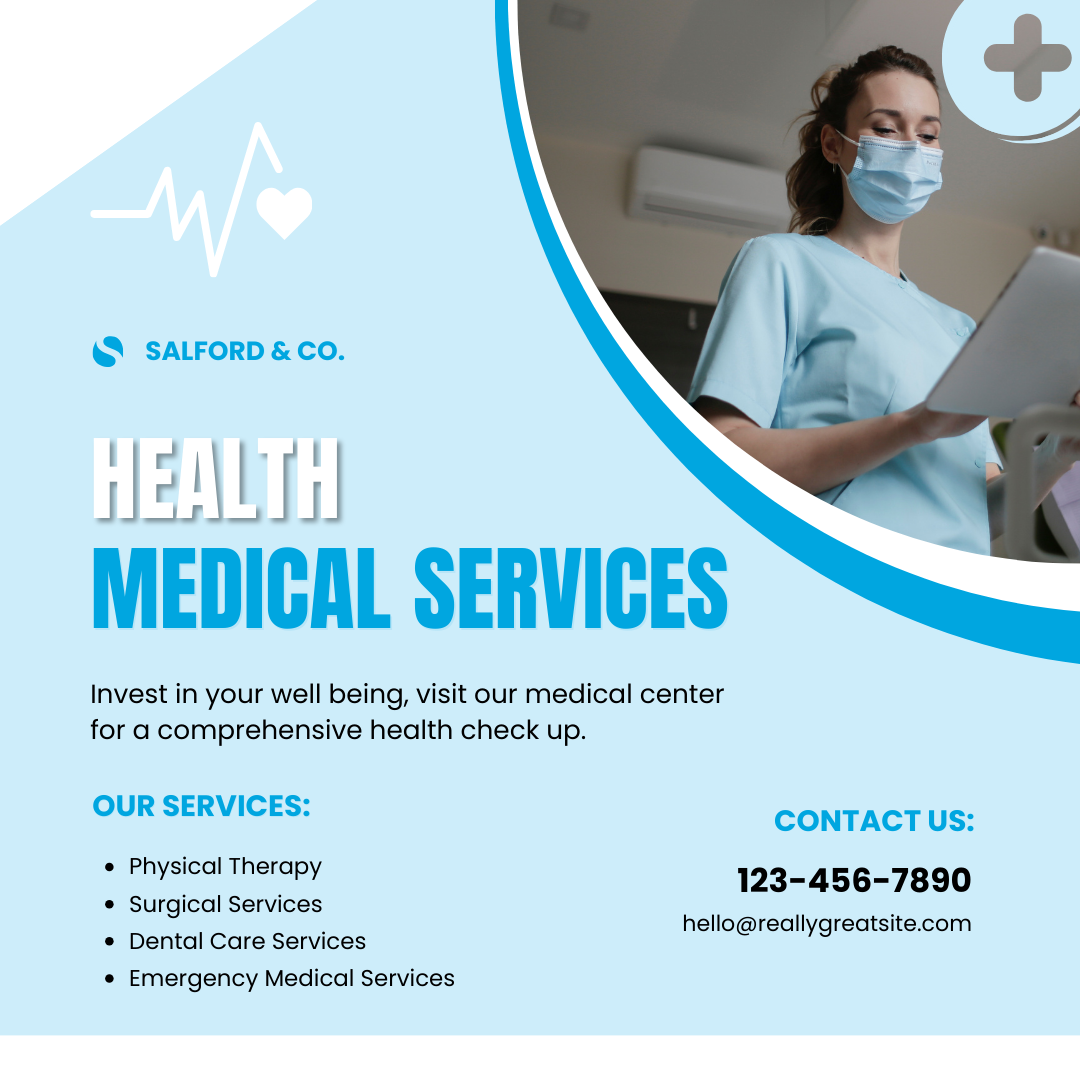 SALFORD & CO.
HEALTH
MEDICAL SERVICES
Invest in your well being, visit our medical center
for a comprehensive health check up.
OUR SERVICES:
• Physical Therapy
• Surgical Services
• Dental Care Services
• Emergency Medical Services
CONTACT US:
123-456-7890
hello@reallygreatsite.com